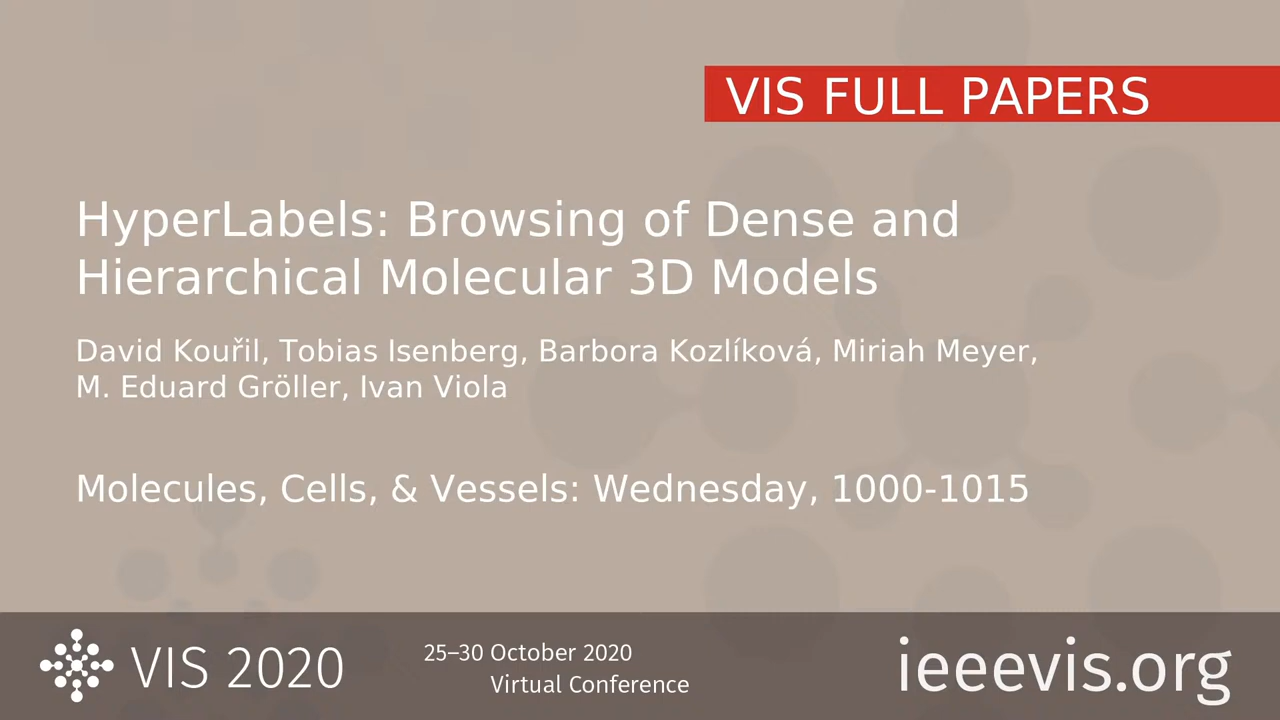 VIS FULL PAPERS
HyperLabels: Browsing of Dense and
Hierarchical Molecular 3D Models
David Kouřil, Tobias Isenberg, Barbora Kozlíková, Miriah Meyer,
M. Eduard Gröller, Ivan Viola
Molecules, Cells, & Vessels: Wednesday, 1000-1015
VIS 2020
25–30 October 2020
Virtual Conference
ieeevis.org